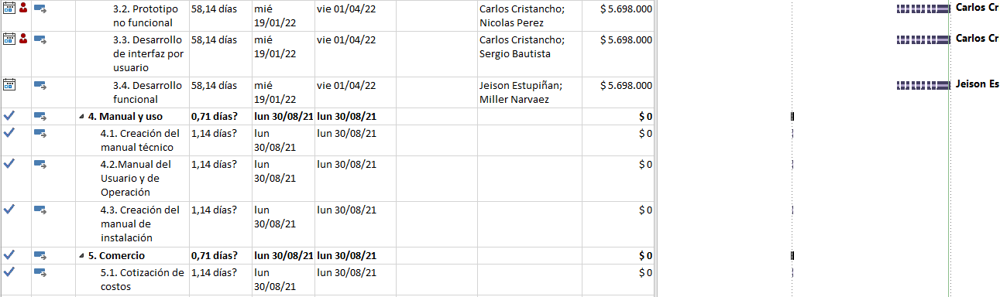 3.2. Prototipo no funcional 58,14 días mié 19/01/22 vie 01/04/22 Carlos Cristancho; Nicolas Perez $ 5.698.000 Carlos Cr
3.3. Desarrollo de interfaz por usuario 58,14 días mié 19/01/22 vie 01/04/22 Carlos Cristancho; Sergio Bautista $ 5.698.000 Carlos Cr
3.4. Desarrollo funcional 58,14 días mié 19/01/22 vie 01/04/22 Jeison Estupiñan; Miller Narvaez $ 5.698.000 Jeison Es
4. Manual y uso 0,71 días? lun 30/08/21 lun 30/08/21 $ 0
4.1. Creación del manual técnico 1,14 días? lun 30/08/21 lun 30/08/21 $ 0
4.2.Manual del Usuario y de Operación 1,14 días? lun 30/08/21 lun 30/08/21 $ 0
4.3. Creación del manual de instalación 1,14 días? lun 30/08/21 lun 30/08/21 $ 0
5. Comercio 0,71 días? lun 30/08/21 lun 30/08/21 $ 0
5.1. Cotización de costos 1,14 días? lun 30/08/21 lun 30/08/21 $ 0